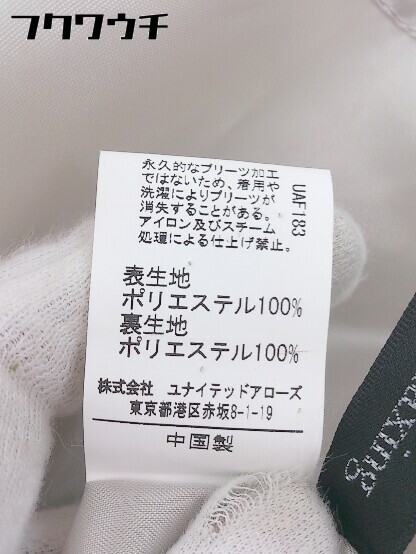 フクワウチ
永久的なプリーツ加工
ではないため、着用や
洗濯によりプリーツが
消失することがある。
アイロン及びスチーム
処理による仕上げ禁止。
UAF183
表生地
ポリエステル100%
裏生地
ポリエステル100%
株式会社 ユナイテッドアローズ
東京都港区赤坂8-1-19
中国製